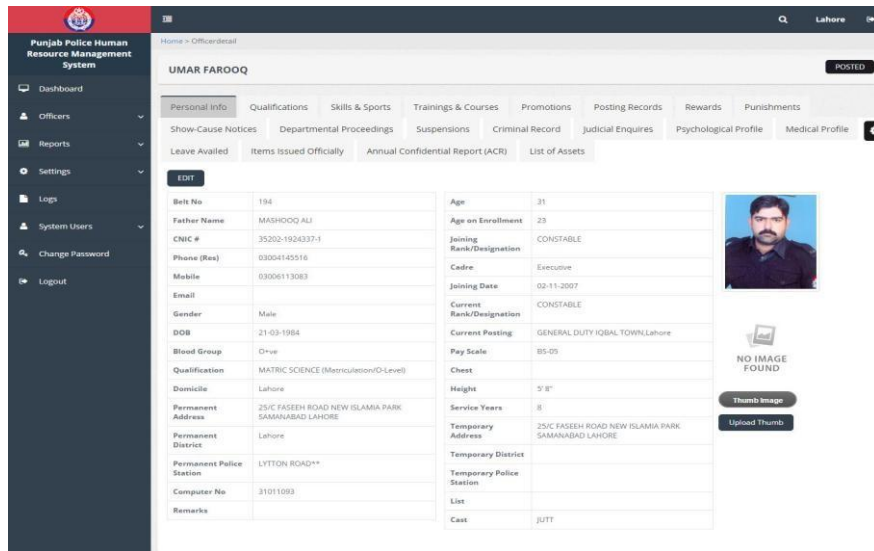 Punjab Police Human
Resource Management
System
Lahore
Home > Officerdetail
UMAR FAROOQ
POSTED
Dashboard
Officers
Reports
Settings
Logs
System Users
Change Password
Logout
Personal Info Qualifications Skills & Sports Trainings & Courses Promotions Posting Records Rewards Punishments
Show-Cause Notices Departmental Proceedings Suspensions Criminal Record Judicial Enquires Psychological Profile Medical Profile
Leave Availed Items Issued Officially Annual Confidential Report (ACR) List of Assets
EDIT
Belt No 194
Father Name MASHOOQ ALI
CNIC # 35202-1924337-1
Phone (Res) 03004145516
Mobile 03006113083
Email
Gender Male
DOB 21-03-1984
Blood Group O+ve
Qualification MATRIC SCIENCE (Matriculation/O-Level)
Domicile Lahore
Permanent Address 25/C FASEEH ROAD NEW ISLAMIA PARK
SAMANABAD LAHORE
Permanent District Lahore
Permanent Police Station LYTTON ROAD**
Computer No 31011093
Remarks
Age 31
Age on Enrollment 23
Joining Rank/Designation CONSTABLE
Cadre Executive
Joining Date 02-11-2007
Current Rank/Designation CONSTABLE
Current Posting GENERAL DUTY IQBAL TOWN,Lahore
Pay Scale BS-05
Chest
Height 5' 8"
Service Years 8
Temporary Address 25/C FASEEH ROAD NEW ISLAMIA PARK
SAMANABAD LAHORE
Temporary District
Temporary Police Station
List
Cast JUTT
NO IMAGE
FOUND
Thumb Image
Upload Thumb